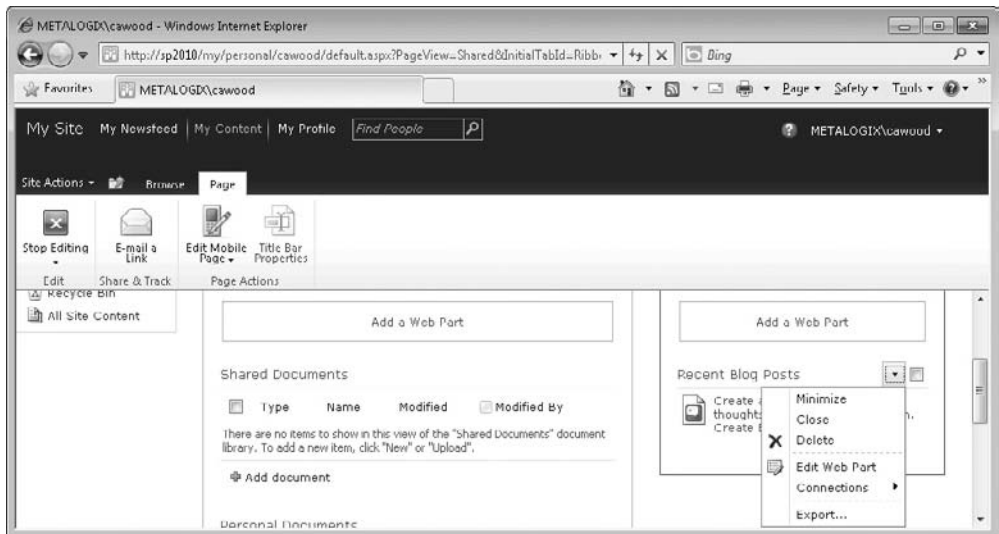 METALOGIX\cawood - Windows Internet Explorer
http://sp2010/my/personal/cawood/default.aspx?PageView=Shared&InitialTabId=Ribb
Bing
Favorites METALOGIX\cawood Page Safety Tools
My Site My Newsfeed My Content My Profile Find People METALOGIX\cawood
Site Actions Browse Page
Stop Editing E-mail a Edit Mobile Title Bar
Link Page Properties
Edit Share & Track Page Actions
Recycle Bin
All Site Content
Add a Web Part Add a Web Part
Shared Documents Recent Blog Posts
Type Name Modified Modified By
Create
thoughts
Create
There are no items to show in this view of the "Shared Documents" document
library. To add a new item, click "New" or "Upload".
Add document
Minimize
Close
Delete
Edit Web Part
Connections
Export...
Personal Documents